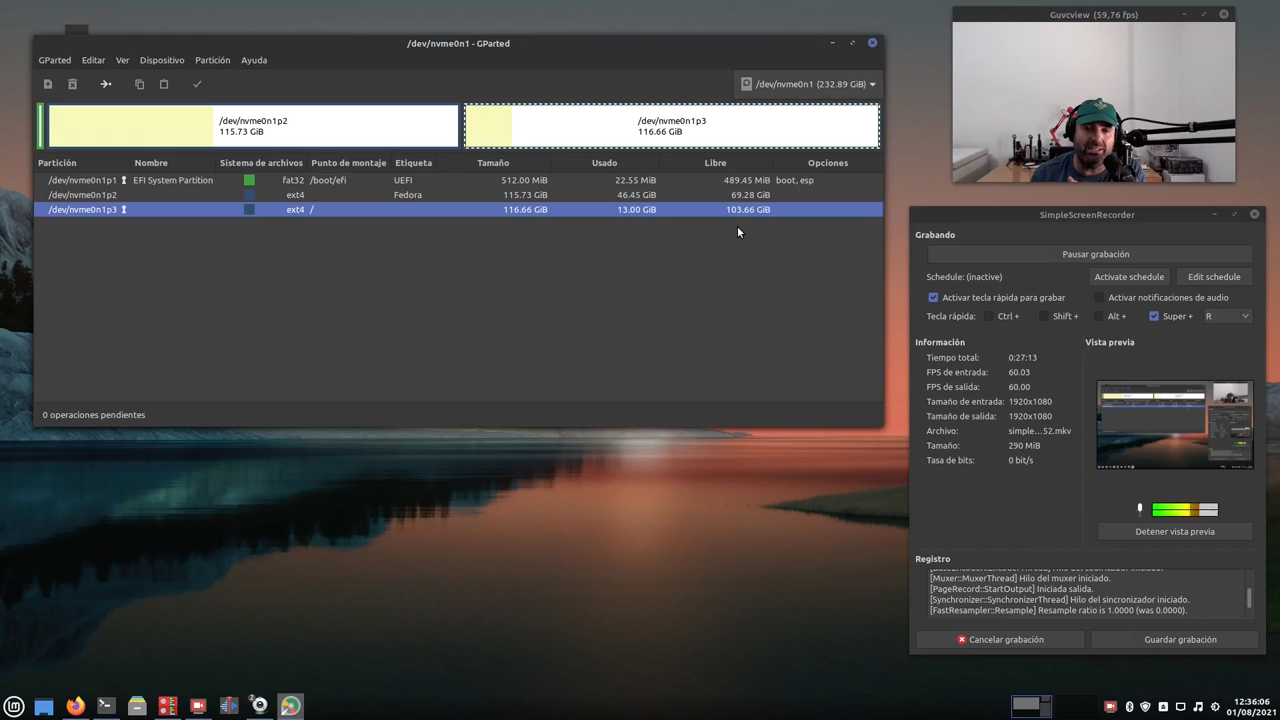 /dev/nvme0n1 - GParted
GParted Editar Ver Dispositivo Partición Ayuda
/dev/nvme0n1 (232.89 GiB)
/dev/nvme0n1p2
115.73 GiB
/dev/nvme0n1p3
116.66 GiB
Partición Nombre Sistema de archivos Punto de montaje Etiqueta Tamaño Usado Libre Opciones
/dev/nvme0n1p1 EFI System Partition fat32 /boot/efi UEFI 512.00 MiB 22.55 MiB 489.45 MiB boot, esp
/dev/nvme0n1p2 ext4 Fedora 115.73 GiB 46.45 GiB 69.28 GiB
/dev/nvme0n1p3 ext4 / 116.66 GiB 13.00 GiB 103.66 GiB
0 operaciones pendientes
Guvcview (59,76 fps)
SimpleScreenRecorder
Grabando
Pausar grabación
Schedule: (inactive) Activate schedule Edit schedule
Activar tecla rápida para grabar Activar notificaciones de audio
Tecla rápida: Ctrl + Shift + Alt + Super + R
Información
Tiempo total: 0:27:13
FPS de entrada: 60.03
FPS de salida: 60.00
Tamaño de entrada: 1920x1080
Tamaño de salida: 1920x1080
Archivo: simple....52.mkv
Tamaño: 290 MiB
Tasa de bits: 0 bit/s
Vista previa
Detener vista previa
Registro
[Muxer::MuxerThread] Hilo del muxer iniciado.
[PageRecord::StartOutput] Iniciada salida.
[Synchronizer::SynchronizerThread] Hilo del sincronizador iniciado.
[FastResampler::Resample] Resample ratio is 1.0000 (was 0.0000).
Cancelar grabación Guardar grabación
2
12:36:06
01/08/2021